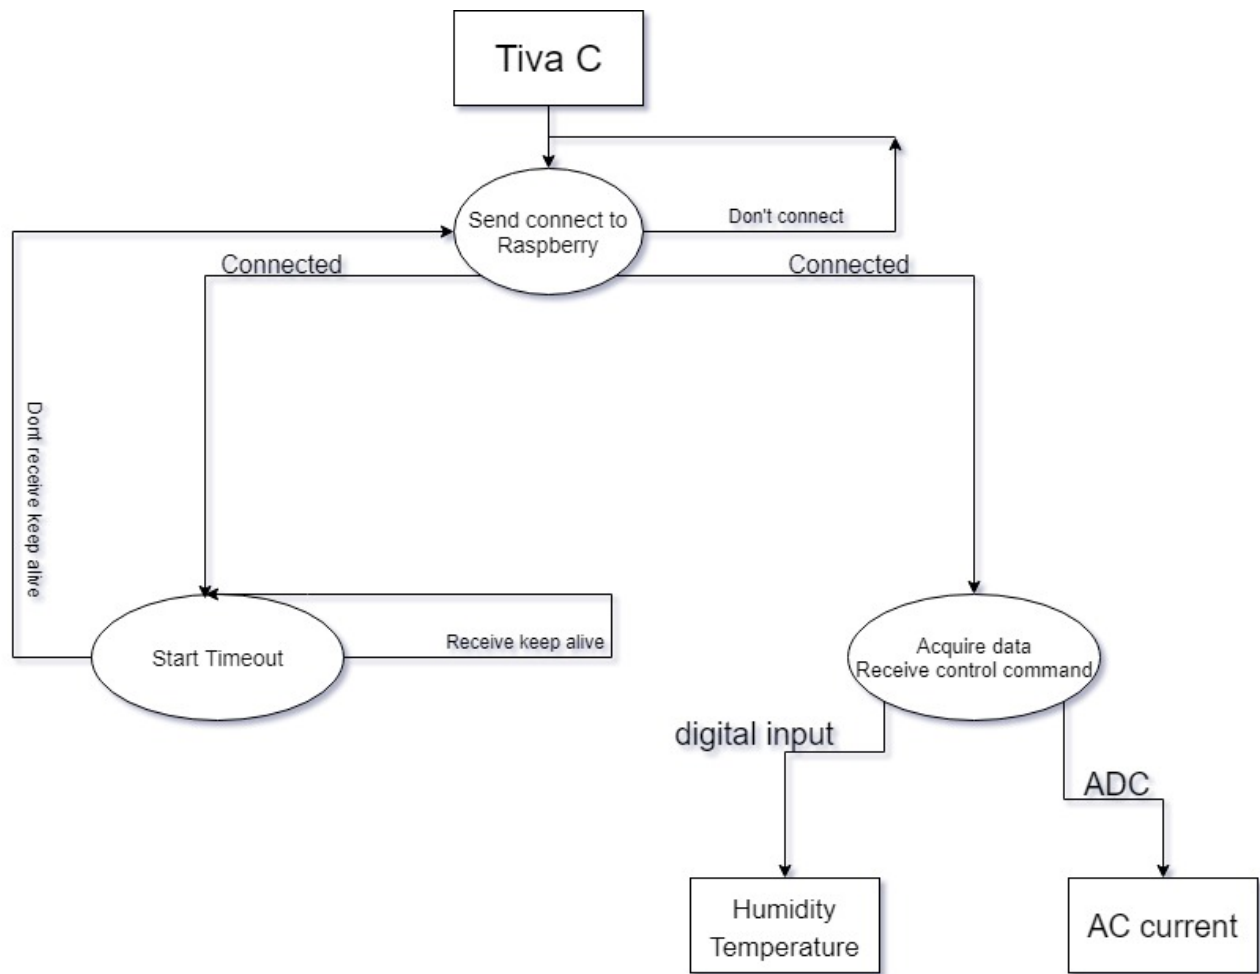 Tiva C
Send connect to
Raspberry
Don't connect
Connected
Connected
Dont receive keep alive
Start Timeout
Receive keep alive
Acquire data
Receive control command
digital input
ADC
Humidity
Temperature
AC current